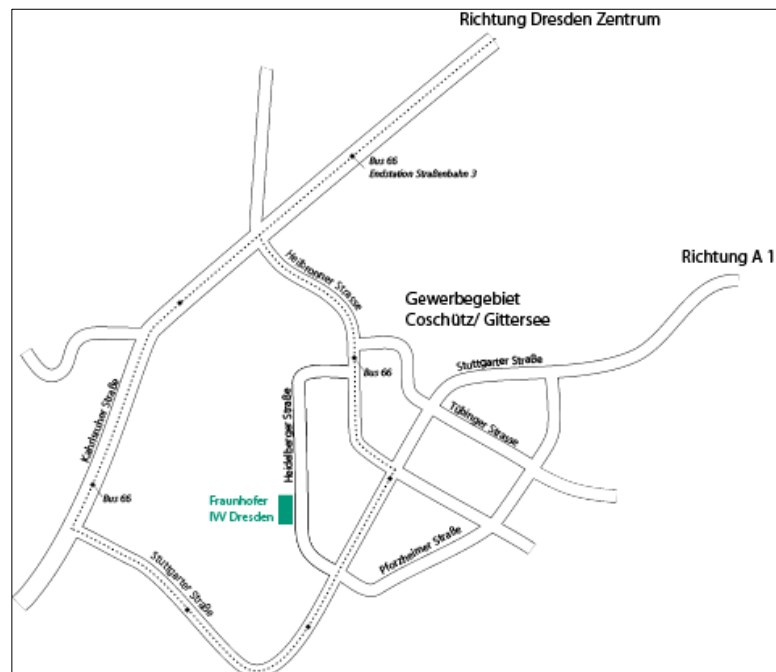 Richtung Dresden Zentrum
Bus 66
Endstation Straßenbahn 3
Heilbronner Strasse
Richtung A 1
Gewerbegebiet
Coschütz/ Gittersee
Stuttgarter Straße
Bus 66
Tübinger Strasse
Kahrlsruher Straße
Heidelberger Straße
Bus 66
Fraunhofer
IVV Dresden
Pforzheimer Straße
Stuttgarter Straße